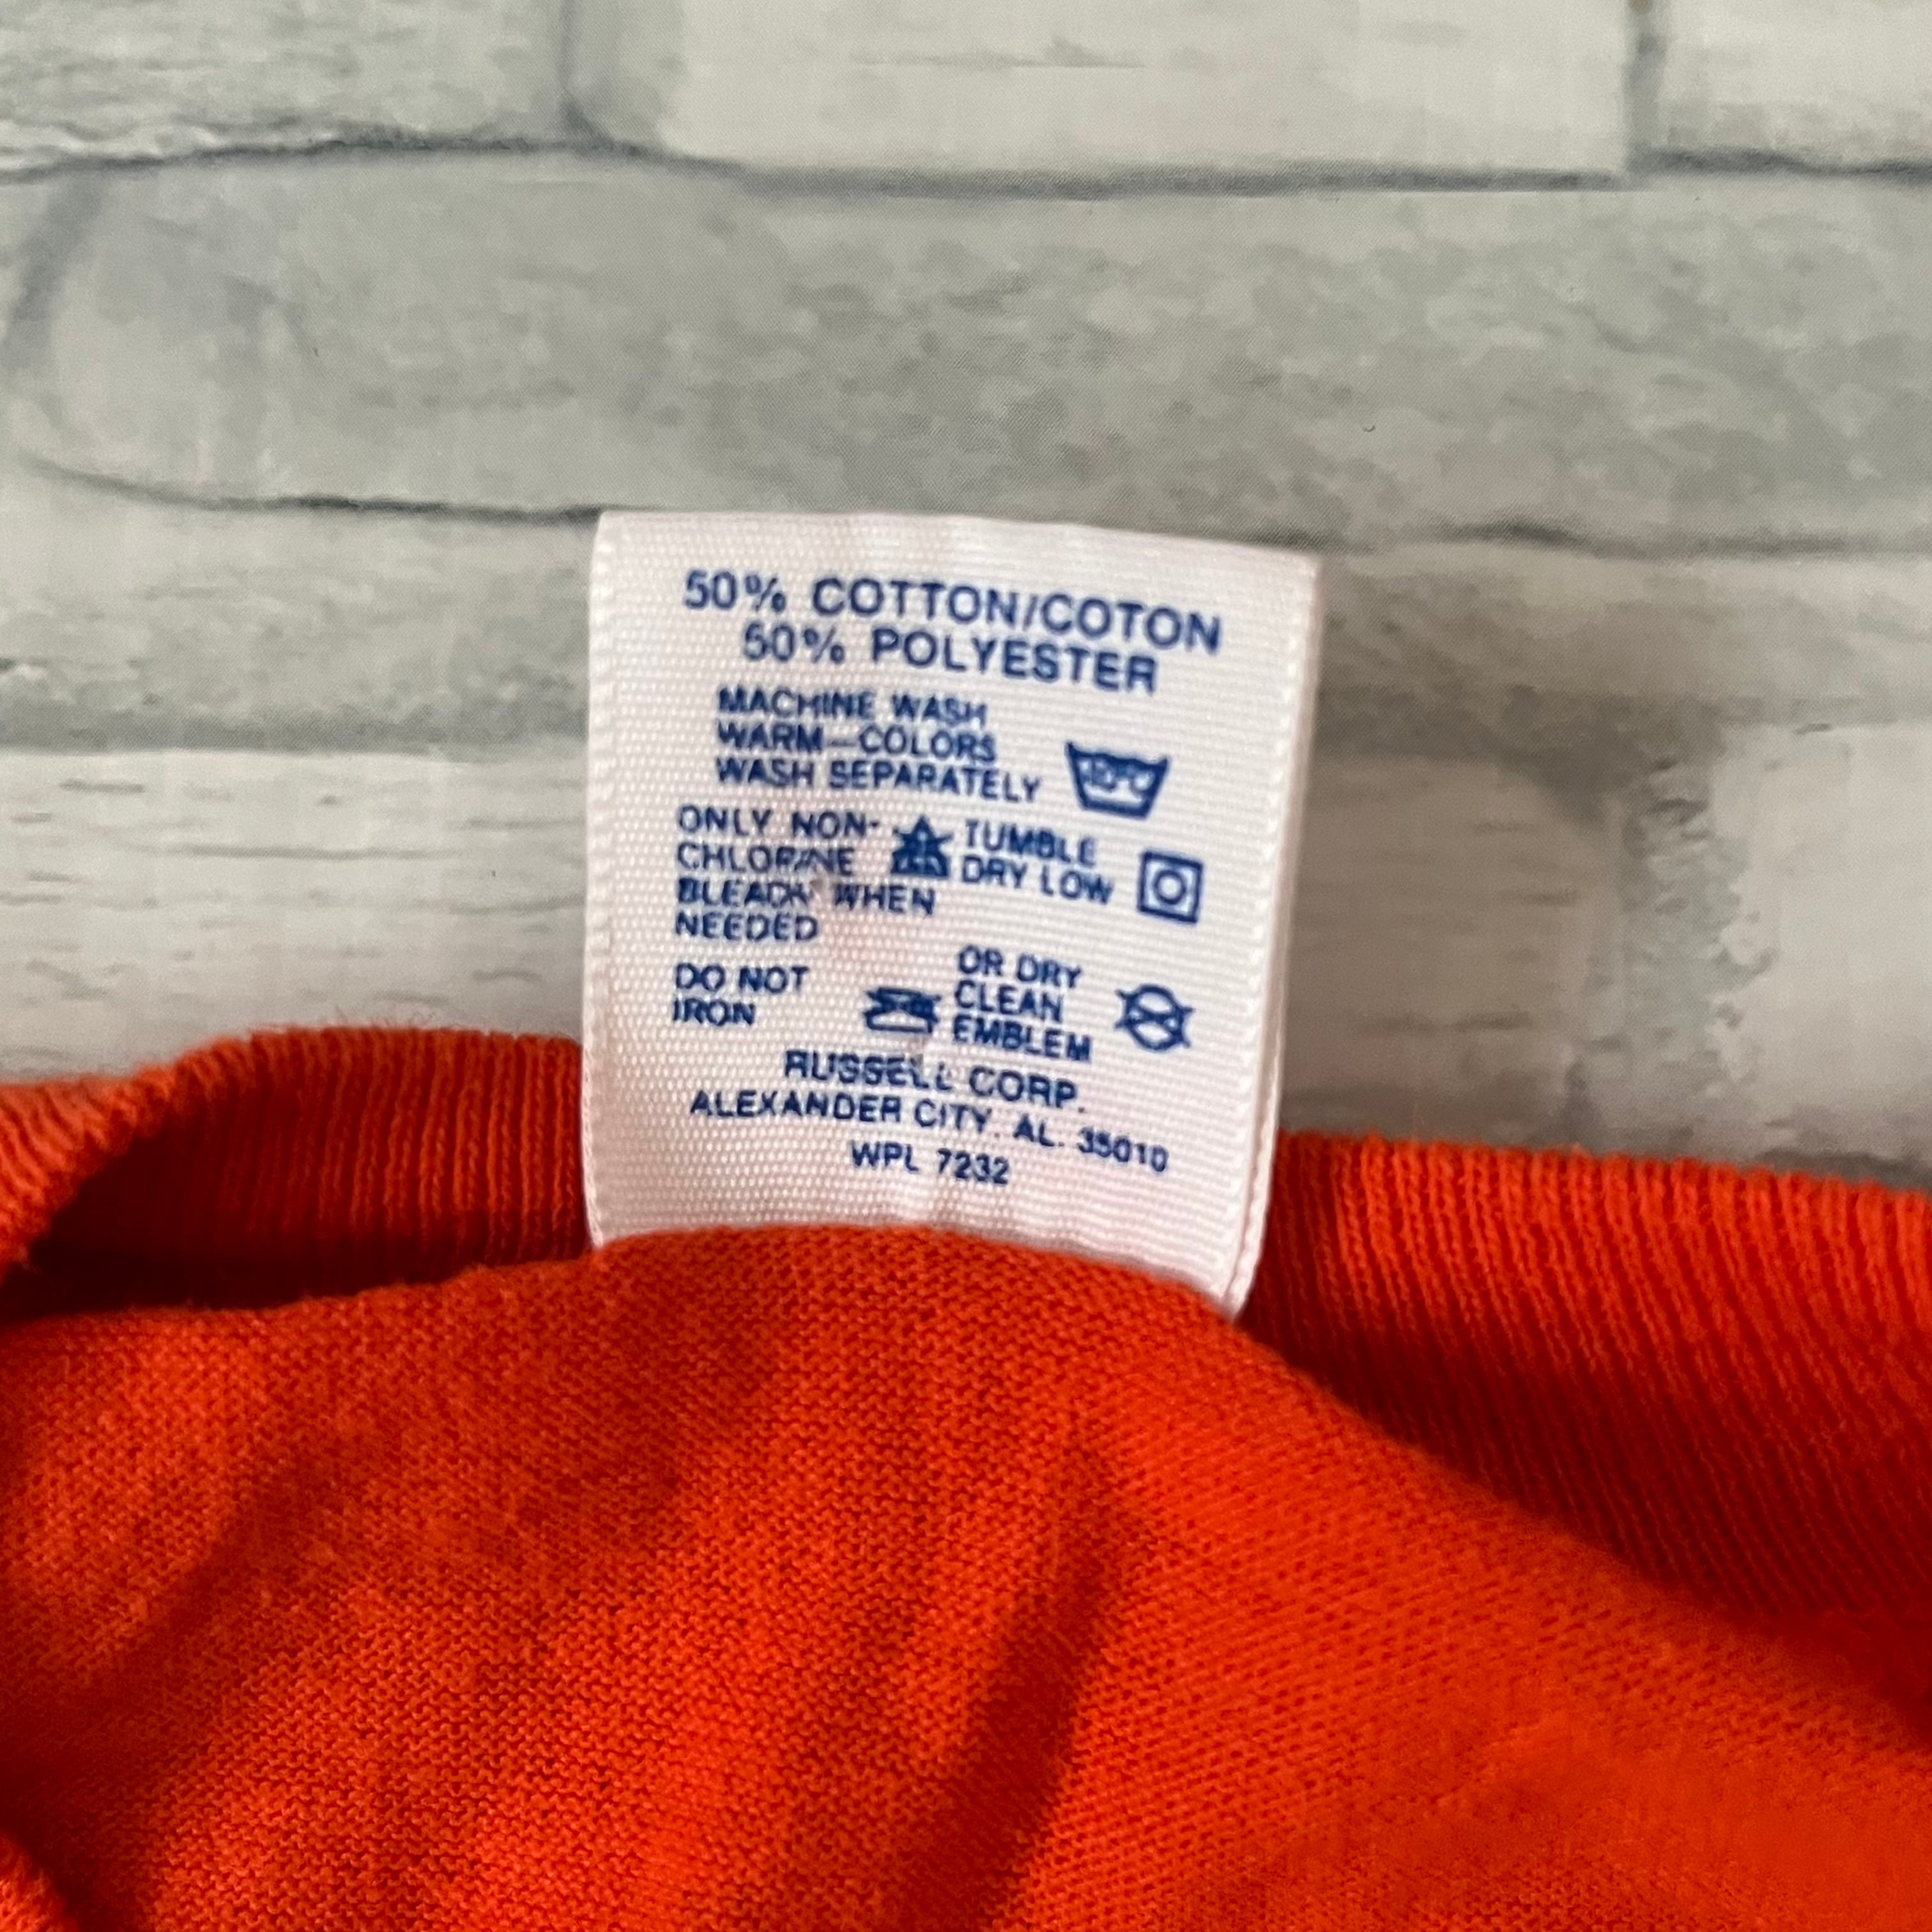 50% COTTON/COTON
50% POLYESTER
MACHINE WASH
WARM—COLORS
WASH SEPARATELY
ONLY NON-
CHLORINE
BLEACH WHEN
NEEDED
TUMBLE
DRY LOW
DO NOT
IRON
OR DRY
CLEAN
EMBLEM
RUSSELL CORP.
ALEXANDER CITY, AL. 35010
WPL 7232